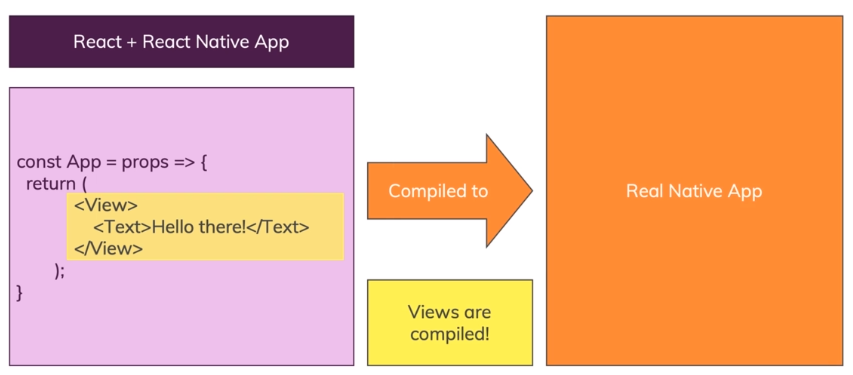 React + React Native App
const App = props => {
return (
<View>
<Text>Hello there!</Text>
</View>
);
}
Compiled to
Views are
compiled!
Real Native App